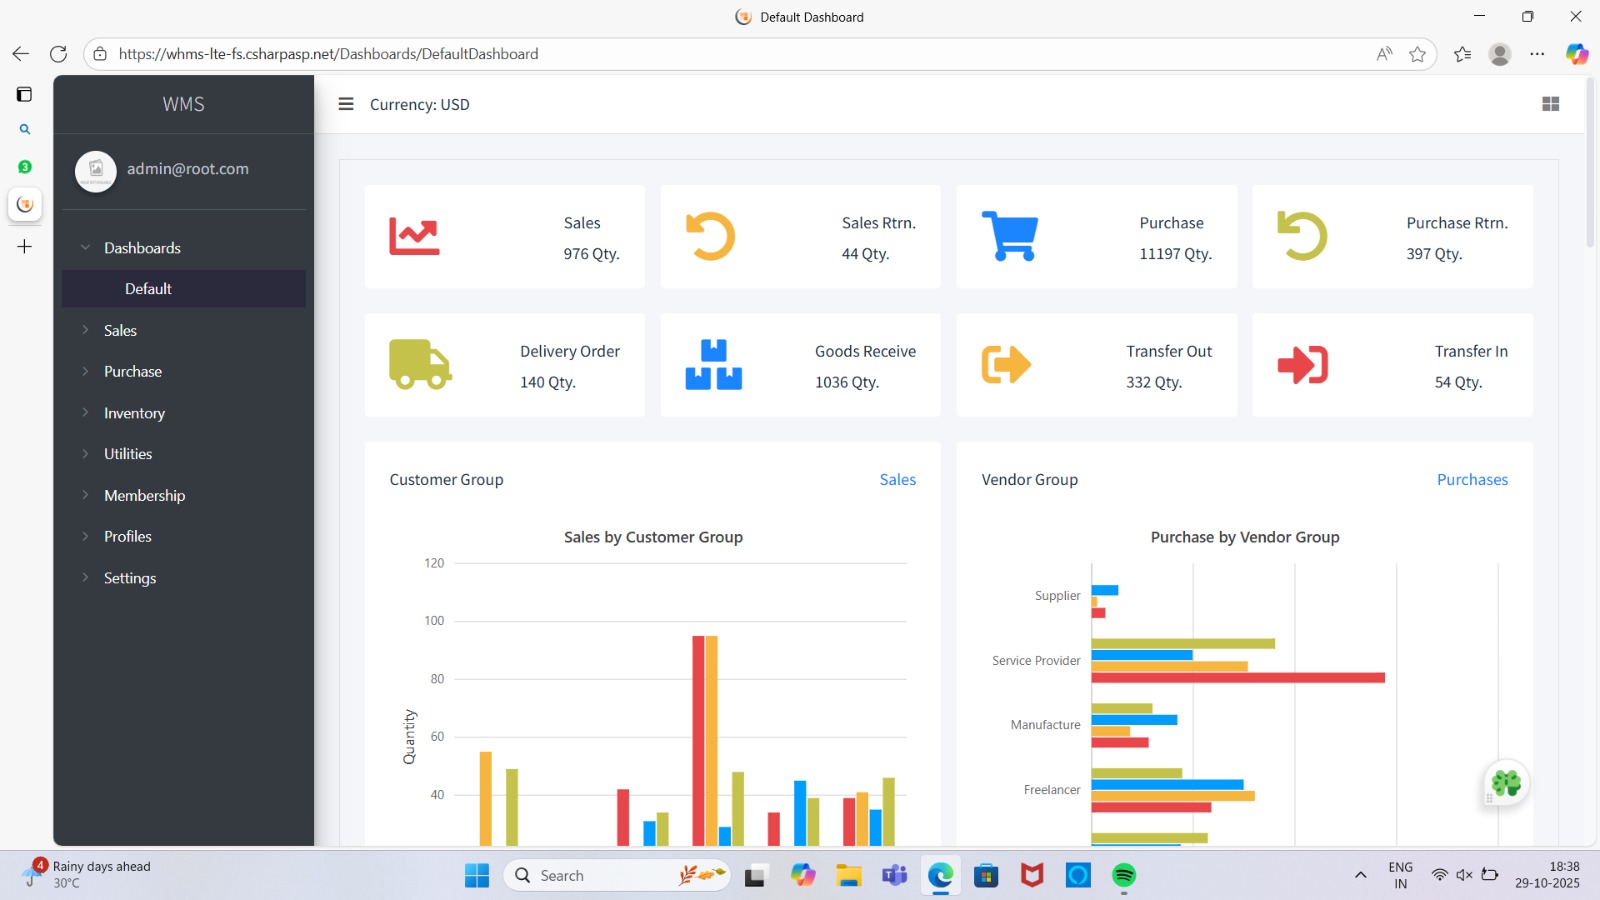 Default Dashboard
https://whms-lte-fs.csharpasp.net/Dashboards/DefaultDashboard
WMS
Currency: USD
admin@root.com
Dashboards
Default
Sales
Purchase
Inventory
Utilities
Membership
Profiles
Settings
Sales
976 Qty.
Sales Rtrn.
44 Qty.
Purchase
11197 Qty.
Purchase Rtrn.
397 Qty.
Delivery Order
140 Qty.
Goods Receive
1036 Qty.
Transfer Out
332 Qty.
Transfer In
54 Qty.
Customer Group
Sales
Sales by Customer Group
120
100
80
60
40
Quantity
Vendor Group
Purchases
Purchase by Vendor Group
Supplier
Service Provider
Manufacture
Freelancer
3
4
Rainy days ahead
30°C
Search
ENG
IN
18:38
29-10-2025